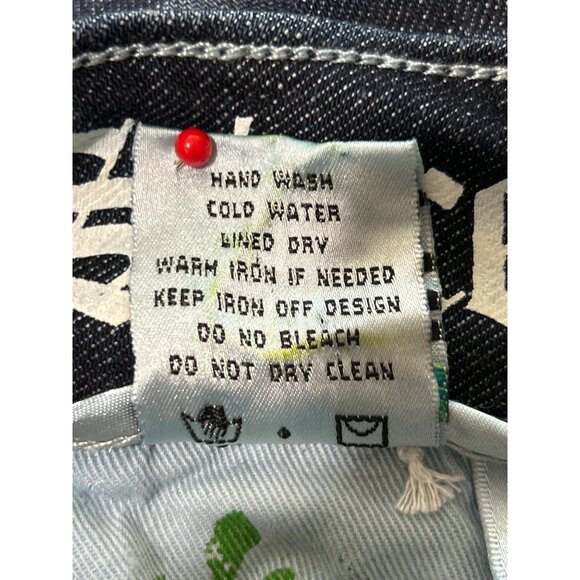 HAND WASH
COLD WATER
LINED DRY
WARM IRON IF NEEDED
KEEP IRON OFF DESIGN
DO NO BLEACH
DO NOT DRY CLEAN